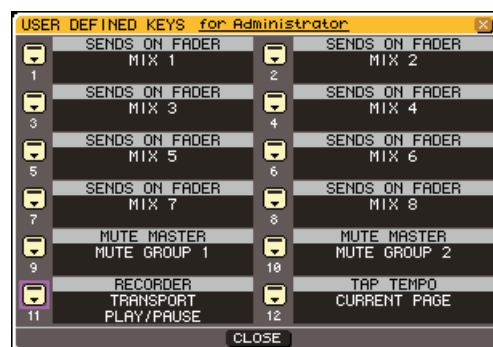 USER DEFINED KEYS for Administrator
SENDS ON FADER
MIX 1
1
SENDS ON FADER
MIX 2
2
SENDS ON FADER
MIX 3
3
SENDS ON FADER
MIX 4
4
SENDS ON FADER
MIX 5
5
SENDS ON FADER
MIX 6
6
SENDS ON FADER
MIX 7
7
SENDS ON FADER
MIX 8
8
MUTE MASTER
MUTE GROUP 1
9
MUTE MASTER
MUTE GROUP 2
10
RECORDER
TRANSPORT
PLAY/PAUSE
11
TAP TEMPO
CURRENT PAGE
12
CLOSE